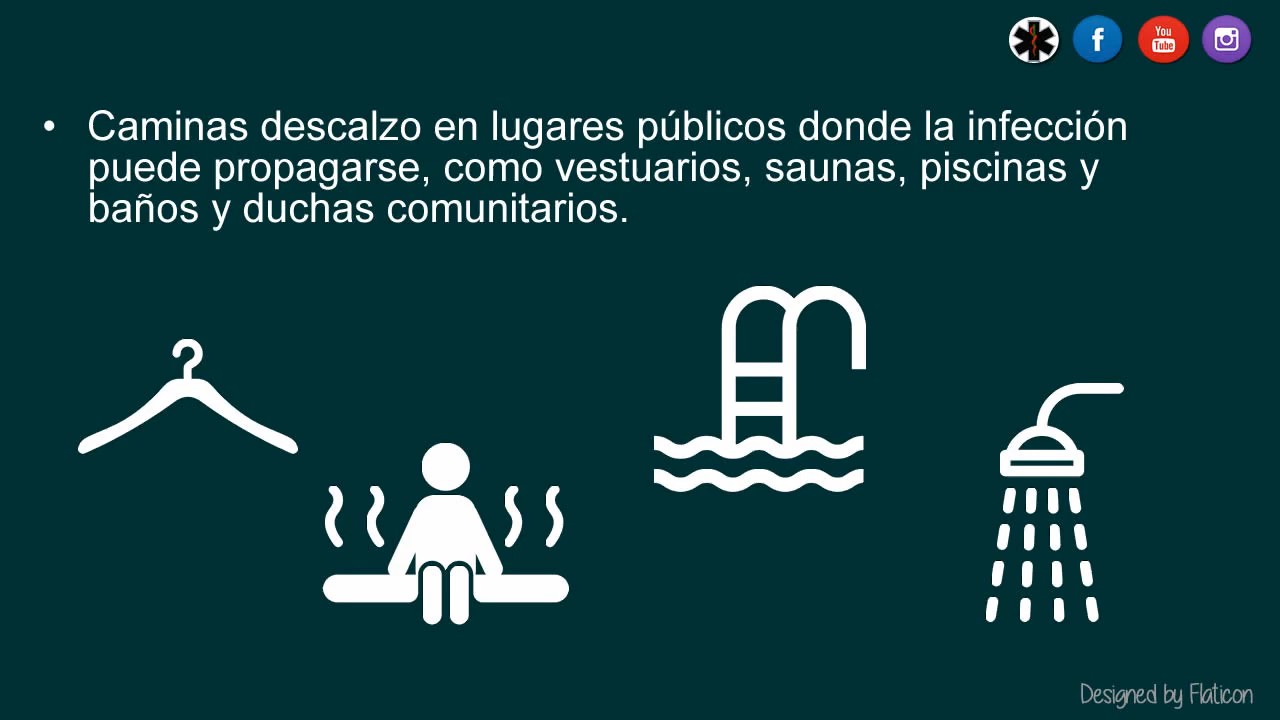 You
Tube
• Caminas descalzo en lugares públicos donde la infección
puede propagarse, como vestuarios, saunas, piscinas y
baños y duchas comunitarios.
Designed by Flaticon